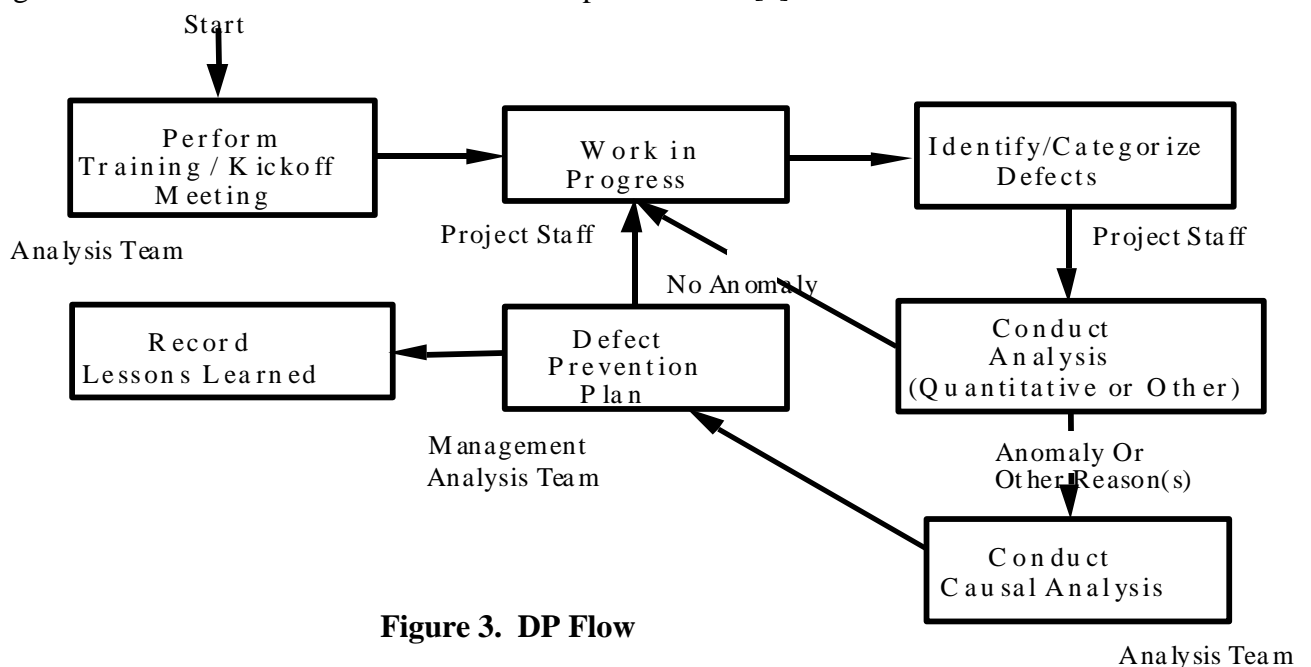 Start
Perform
Training / Kickoff
Meeting
Analysis Team
Work in
Progress
Project Staff
Identify/Categorize
Defects
Project Staff
No Anomaly
Conduct
Analysis
(Quantitative or Other)
Anomaly Or
Other Reason(s)
Record
Lessons Learned
Defect
Prevention
Plan
Management
Analysis Team
Conduct
Causal Analysis
Analysis Team
Figure 3. DP Flow